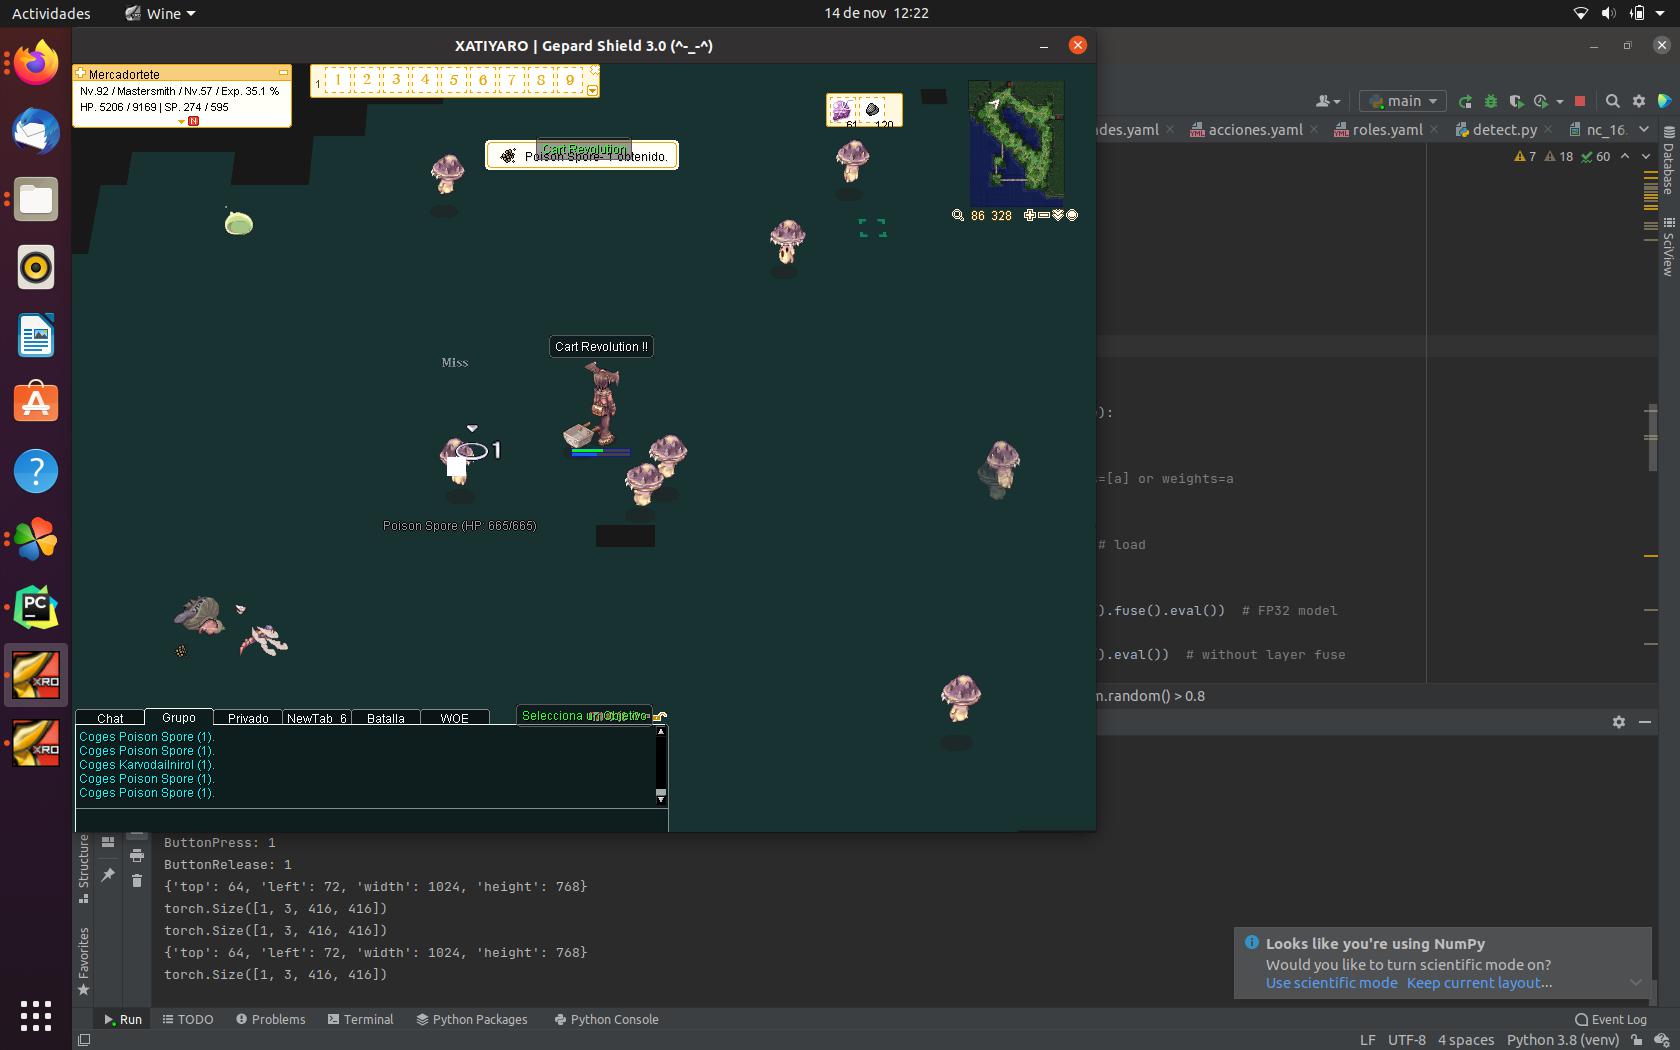 Actividades
Wine
14 de nov 12:22
XATIYARO | Gepard Shield 3.0 (^-_-^)
Mercadortete
Nv.92 / Mastersmith / Nv.57 / Exp. 35.1 %
HP. 5206 / 9169 | SP. 274 / 595
N
1 1 2 3 4 5 6 7 8 9
61 120
Cart Revolution
Poison Spore- 1 obtenido.
86 328
Cart Revolution !!
Miss
1
Poison Spore (HP: 665/665)
Chat Grupo Privado NewTab_6 Batalla WOE
Selecciona un Objetivo
Coges Poison Spore (1).
Coges Poison Spore (1).
Coges Karvodailnirol (1).
Coges Poison Spore (1).
Coges Poison Spore (1).
main
des.yaml acciones.yaml roles.yaml detect.py nc_16.
7 18 60
Database
SciView
):
=[a] or weights=a
# load
).fuse().eval()) # FP32 model
).eval()) # without layer fuse
m.random() > 0.8
PC
XRO
XRO
Structure
Favorites
ButtonPress: 1
ButtonRelease: 1
{'top': 64, 'left': 72, 'width': 1024, 'height': 768}
torch.Size([1, 3, 416, 416])
torch.Size([1, 3, 416, 416])
{'top': 64, 'left': 72, 'width': 1024, 'height': 768}
torch.Size([1, 3, 416, 416])
Looks like you're using NumPy
Would you like to turn scientific mode on?
Use scientific mode Keep current layout...
Run TODO Problems Terminal Python Packages Python Console
Event Log
LF UTF-8 4 spaces Python 3.8 (venv)